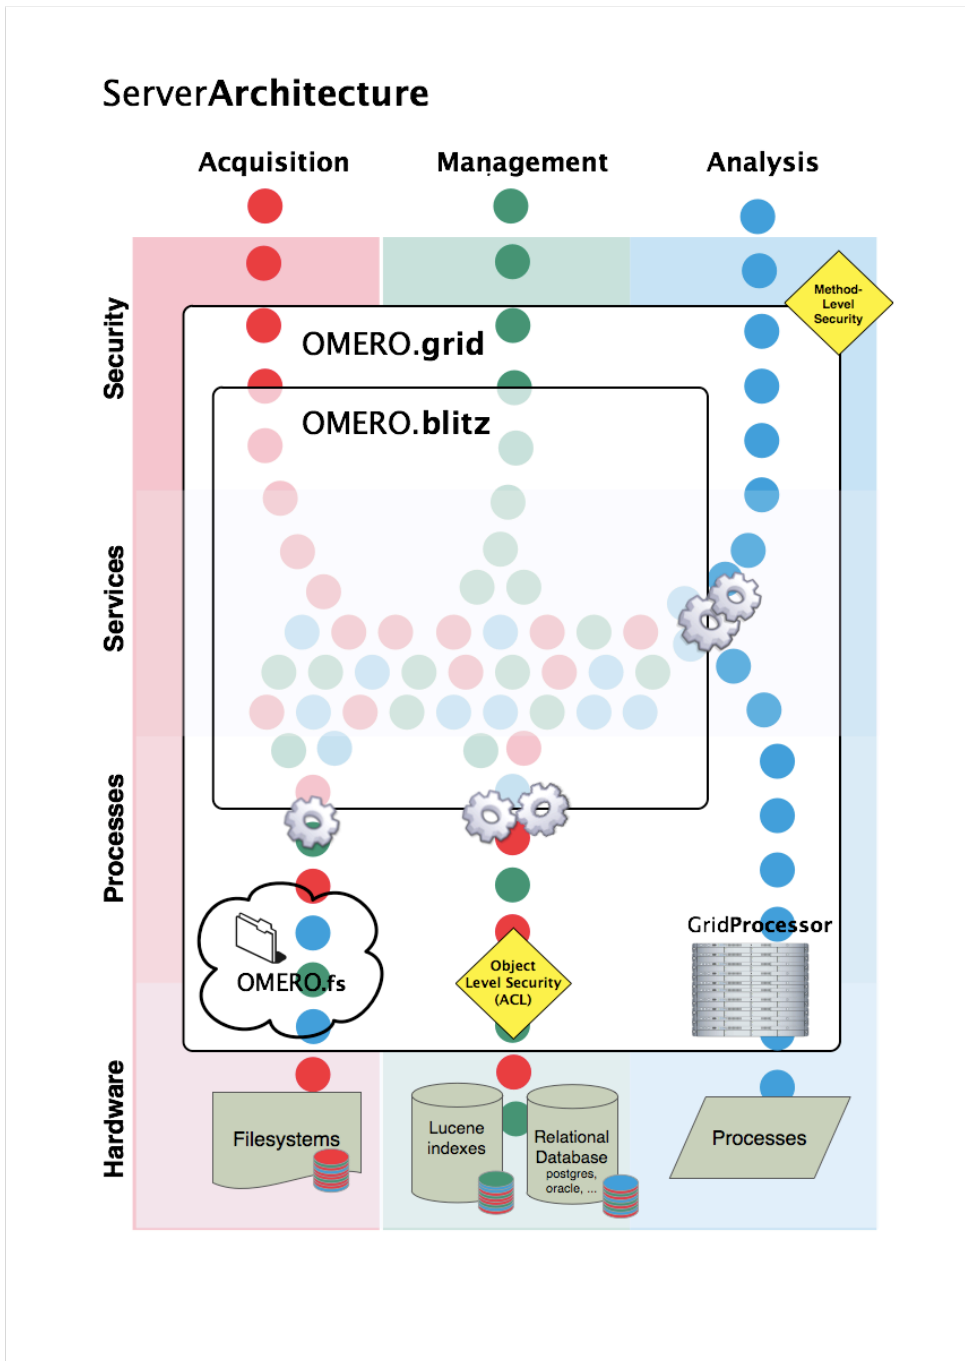 ServerArchitecture
Acquisition
Management
Analysis
Security
Services
Processes
Hardware
Method-
Level
Security
OMERO.grid
OMERO.blitz
OMERO.fs
Object
Level Security
(ACL)
GridProcessor
Filesystems
Lucene
indexes
Relational
Database
postgres,
oracle, ...
Processes